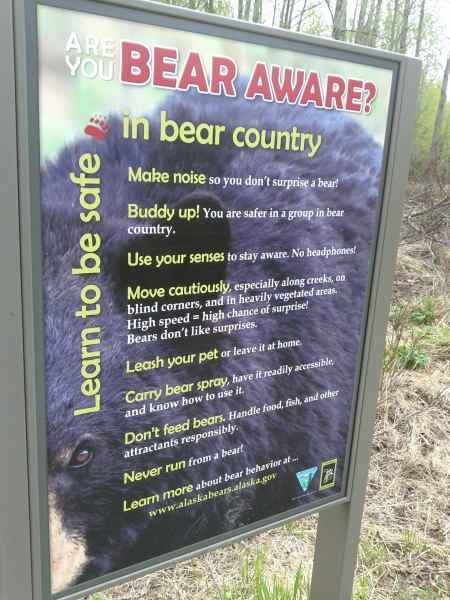 ARE YOU BEAR AWARE?
Learn to be safe in bear country
Make noise so you don't surprise a bear!
Buddy up! You are safer in a group in bear
country.
Use your senses to stay aware. No headphones!
Move cautiously, especially along creeks, on
blind corners, and in heavily vegetated areas.
High speed = high chance of surprise!
Bears don't like surprises.
Leash your pet or leave it at home.
Carry bear spray, have it readily accessible,
and know how to use it.
Don't feed bears. Handle food, fish, and other
attractants responsibly.
Never run from a bear!
Learn more about bear behavior at ...
www.alaskabears.alaska.gov